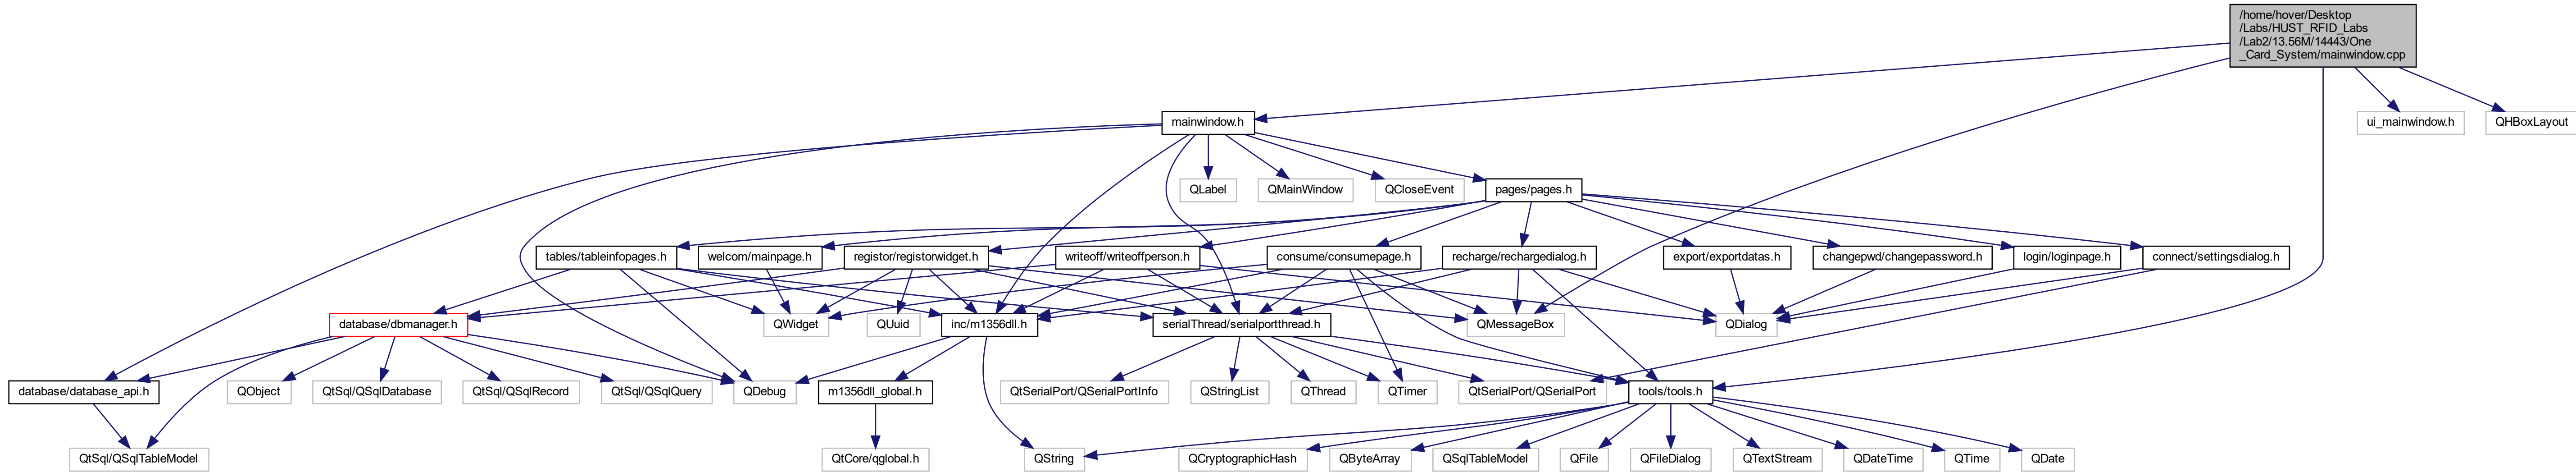 /home/hover/Desktop
/Labs/HUST_RFID_Labs
/Lab2/13.56M/14443/One
_Card_System/mainwindow.cpp
mainwindow.h
ui_mainwindow.h
QHBoxLayout
QLabel
QMainWindow
QCloseEvent
pages/pages.h
tables/tableinfopages.h
welcom/mainpage.h
registor/registorwidget.h
writeoff/writeoffperson.h
consume/consumepage.h
recharge/rechargedialog.h
export/exportdatas.h
changepwd/changepassword.h
login/loginpage.h
connect/settingsdialog.h
database/dbmanager.h
QWidget
QUuid
inc/m1356dll.h
serialThread/serialportthread.h
QMessageBox
QDialog
database/database_api.h
QObject
QtSql/QSqlDatabase
QtSql/QSqlRecord
QtSql/QSqlQuery
QDebug
m1356dll_global.h
QtSerialPort/QSerialPortInfo
QStringList
QThread
QTimer
QtSerialPort/QSerialPort
tools/tools.h
QtSql/QSqlTableModel
QtCore/qglobal.h
QString
QCryptographicHash
QByteArray
QSqlTableModel
QFile
QFileDialog
QTextStream
QDateTime
QTime
QDate